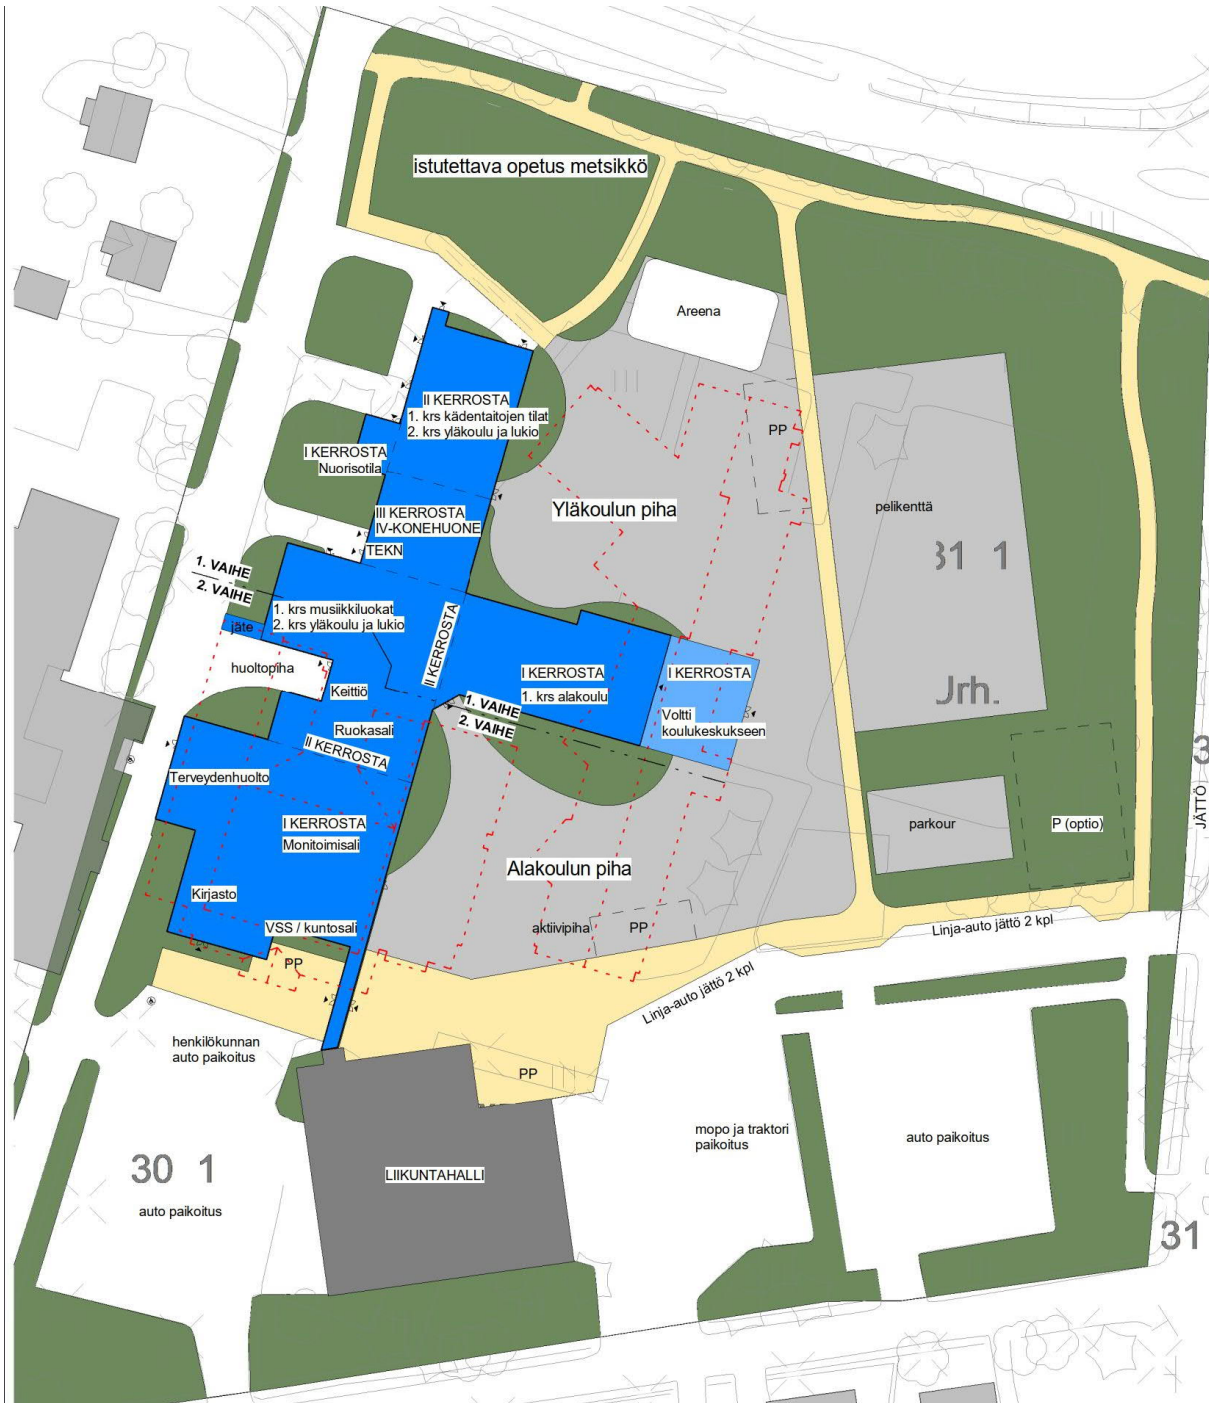 istutettava opetus metsikkö
Areena
II KERROSTA
1. krs kädentaitojen tilat
2. krs yläkoulu ja lukio
PP
I KERROSTA
Nuorisotila
Yläkoulun piha
pelikenttä
III KERROSTA
IV-KONEHUONE
TEKN
31 1
1. VAIHE
2. VAIHE
1. krs musiikkiluokat
2. krs yläkoulu ja lukio
jäte
II KERROSTA
huoltopiha
Keittiö
I KERROSTA
1. krs alakoulu
I KERROSTA
Voltti
koulukeskukseen
Urh.
1. VAIHE
2. VAIHE
Ruokasali
II KERROSTA
3
JÄTTÖ
Terveydenhuolto
I KERROSTA
Monitoimisali
parkour
P (optio)
Alakoulun piha
Kirjasto
VSS / kuntosali
aktiivipiha
PP
Linja-auto jättö 2 kpl
PP
Linja-auto jättö 2 kpl
henkilökunnan
auto paikoitus
PP
mopo ja traktori
paikoitus
auto paikoitus
30 1
LIIKUNTAHALLI
auto paikoitus
31